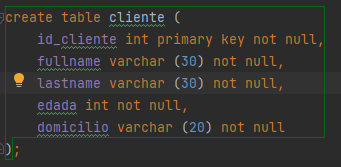 create table cliente (
id_cliente int primary key not null,
fullname varchar (30) not null,
lastname varchar (30) not null,
edada int not null,
domicilio varchar (20) not null
);